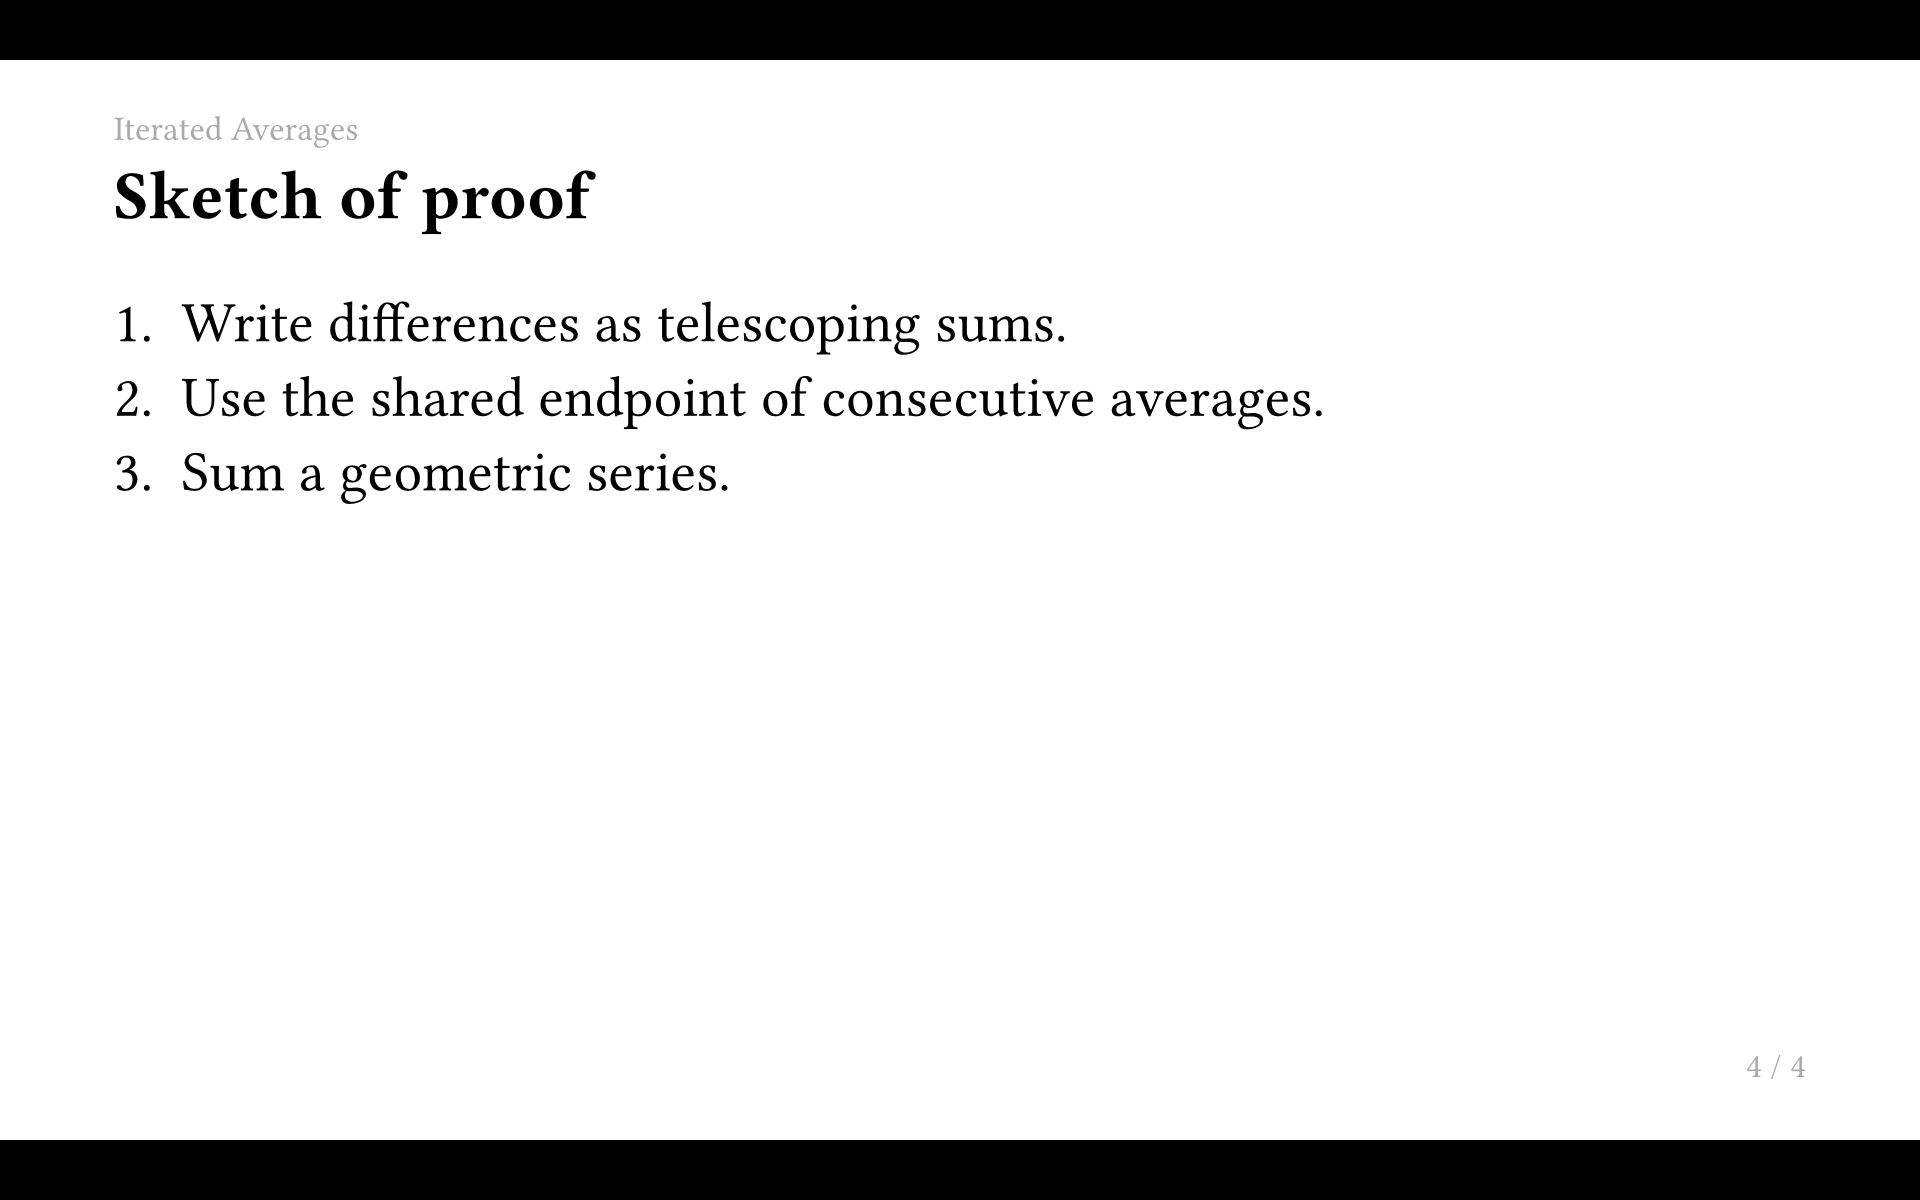 Iterated Averages
Sketch of proof
1. Write differences as telescoping sums.
2. Use the shared endpoint of consecutive averages.
3. Sum a geometric series.
4 / 4